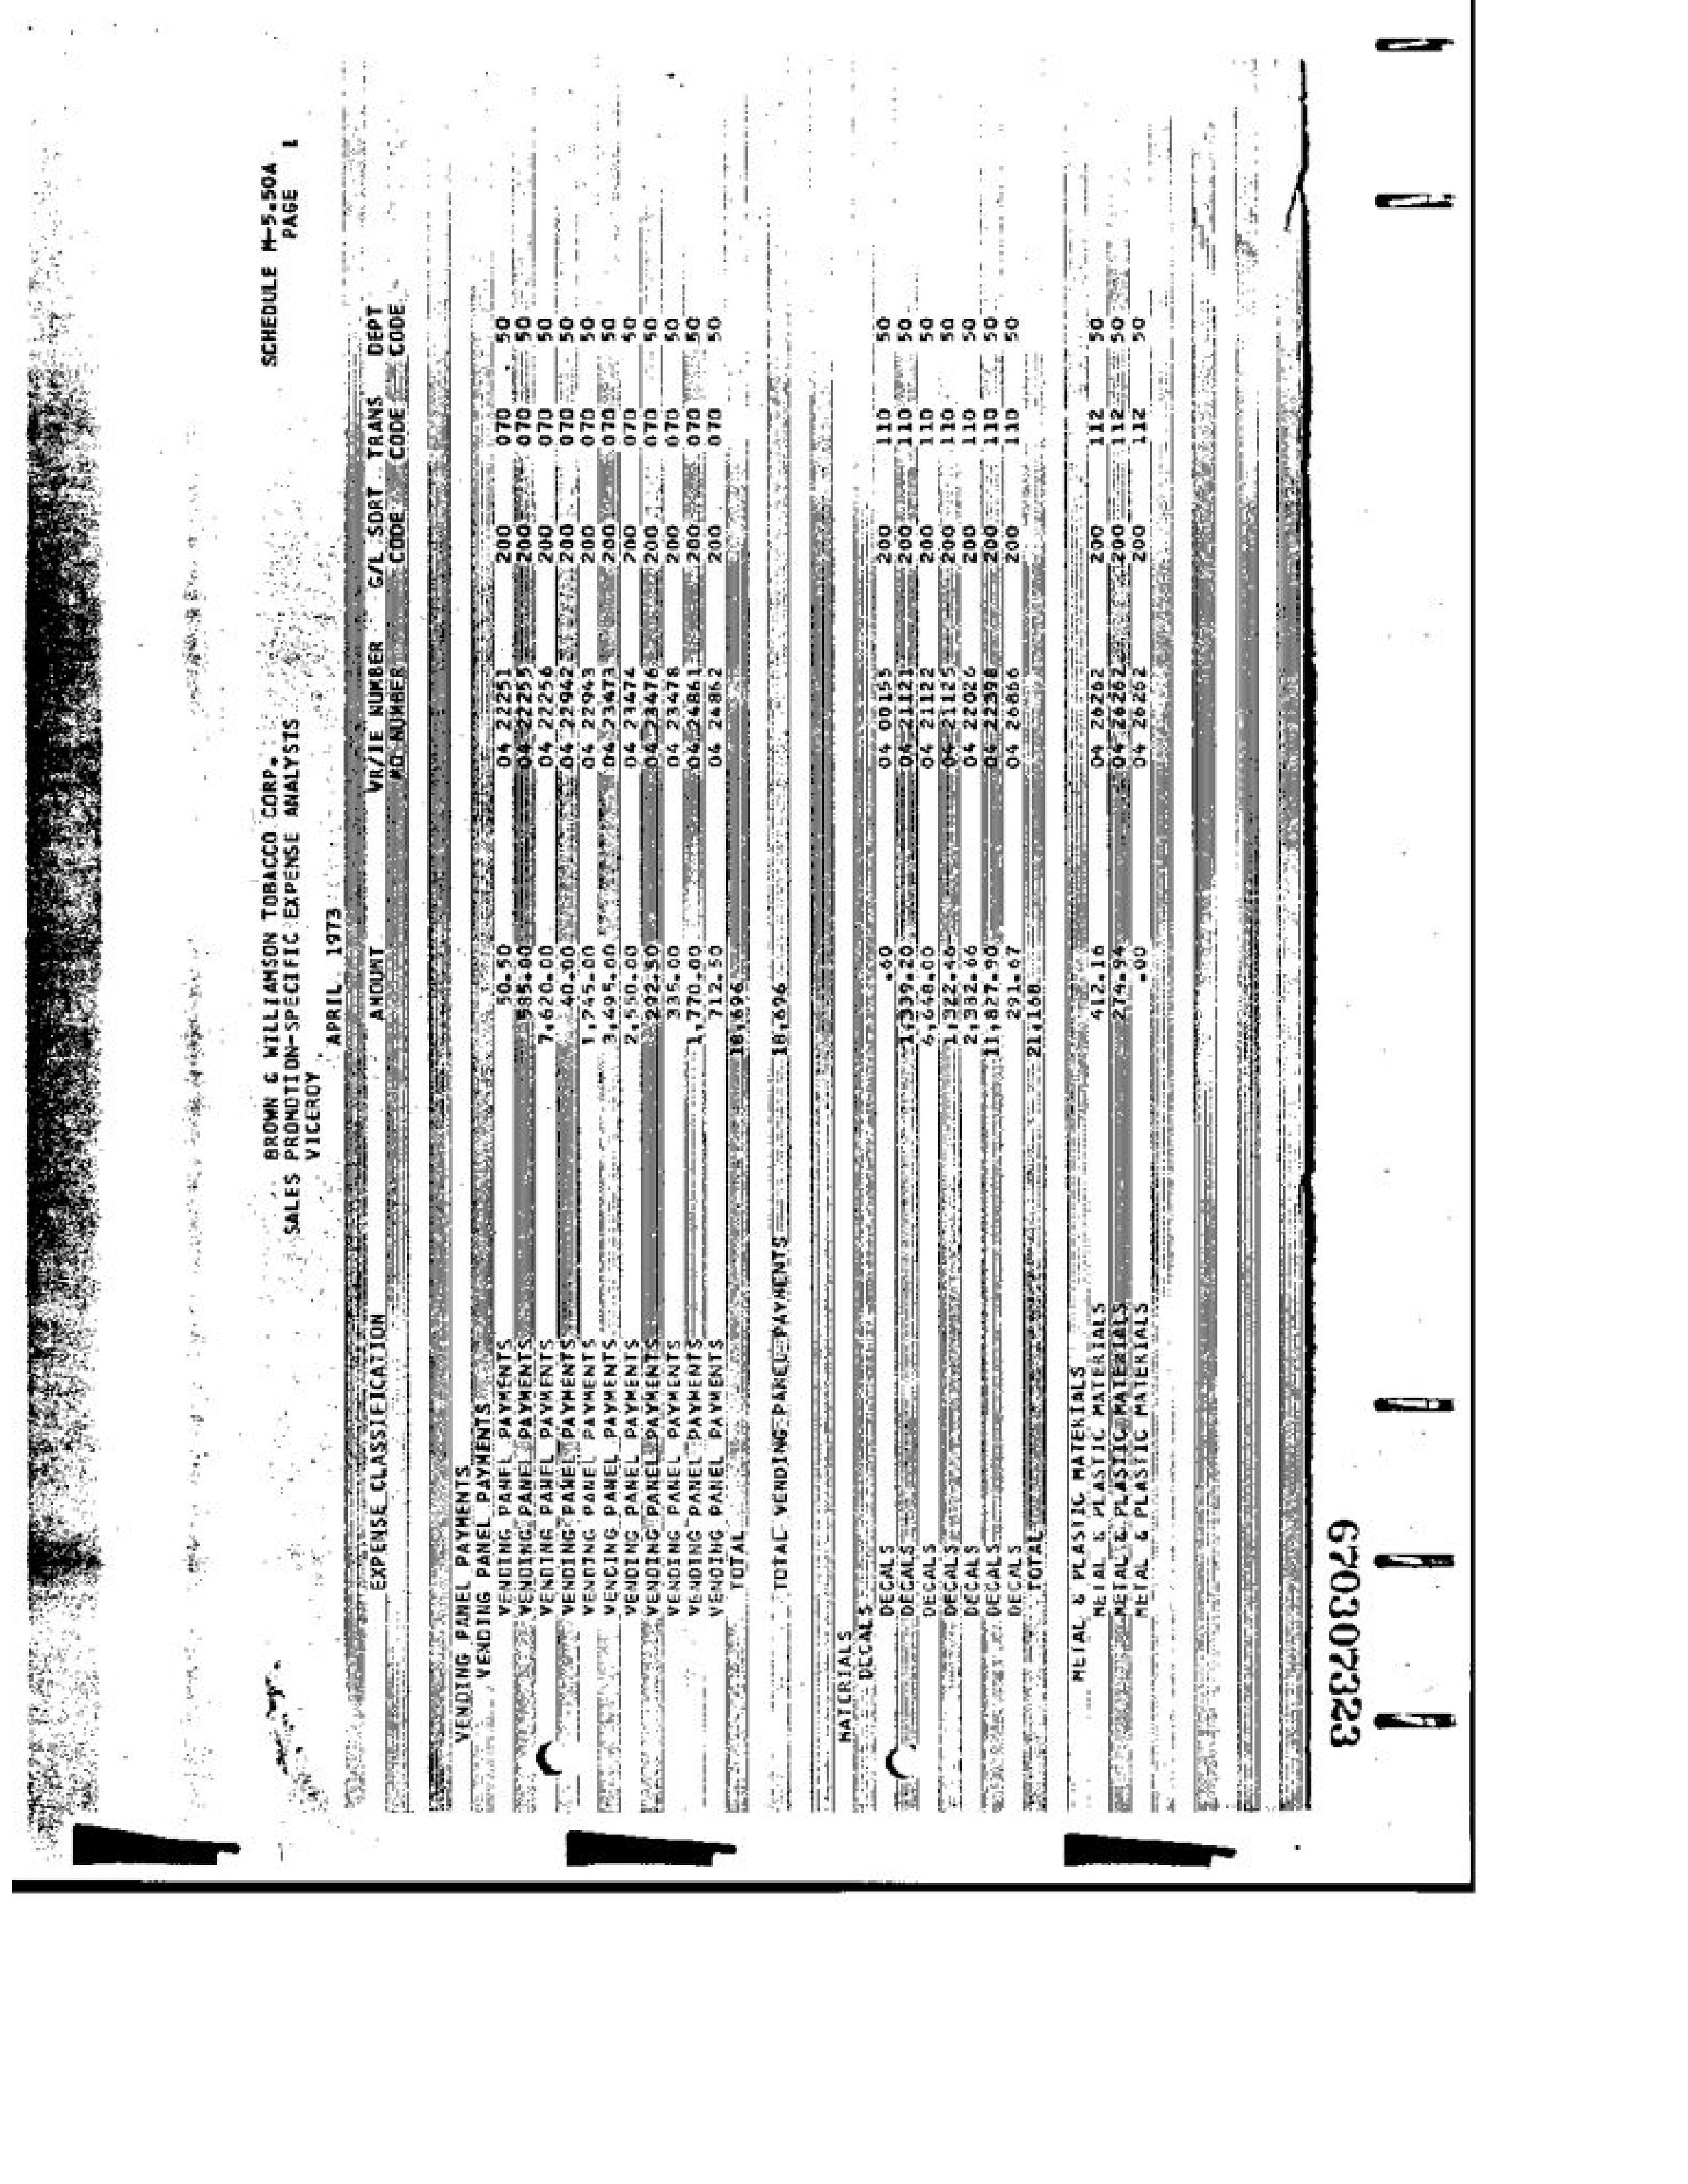 SCHEDULE M-5.50A
PAGE 1
BROWN & WILLIAMSON TOBACCO CORP.
SALES PROMOTION-SPECIFIC EXPENSE ANALYSTS
VICEROY
APRIL 1973
EXPENSE CLASSIFICATION AMOUNT VR/IE NUMBER G/L SORT TRANS DEPT
NUMBER CODE CODE CODE
VENDING PANEL PAYMENTS
VENDING PANEL PAYMENTS
VENDING PANEL PAYMENTS 50.50 04 22251 200 070 50
VENDING PANEL PAYMENTS 585.00 04 22255 200 070 50
VENDING PANEL PAYMENTS 7,620.00 04 22256 200 070 50
VENDING PANEL PAYMENTS 40.00 04 22942 200 070 50
VENDING PANEL PAYMENTS 1,245.00 04 22943 200 070 50
VENDING PANEL PAYMENTS 3,495.00 04 23473 200 070 50
VENDING PANEL PAYMENTS 2,550.00 04 23474 200 070 50
VENDING PANEL PAYMENTS 292.50 04 23476 200 070 50
VENDING PANEL PAYMENTS 335.00 04 23478 200 070 50
VENDING PANEL PAYMENTS 1,770.00 04 24861 200 070 50
VENDING PANEL PAYMENTS 712.50 04 24862 200 070 50
TOTAL 18,696
TOTAL VENDING PANEL PAYMENTS 18,696
MATERIALS
DECALS
DECALS .60 04 00155 200 110 50
DECALS 1,339.20 04 21121 200 110 50
DECALS 6,648.00 04 21122 200 110 50
DECALS 1,322.46- 04 21125 200 110 50
DECALS 2,382.66 04 22026 200 110 50
DECALS 11,827.90 04 22398 200 110 50
DECALS 291.67 04 26866 200 110 50
TOTAL 21,168
METAL & PLASTIC MATERIALS
METAL & PLASTIC MATERIALS 412.16 04 26262 200 112 50
METAL & PLASTIC MATERIALS 274.94 04 26262 200 112 50
METAL & PLASTIC MATERIALS .00 04 26262 200 112 50
670307323